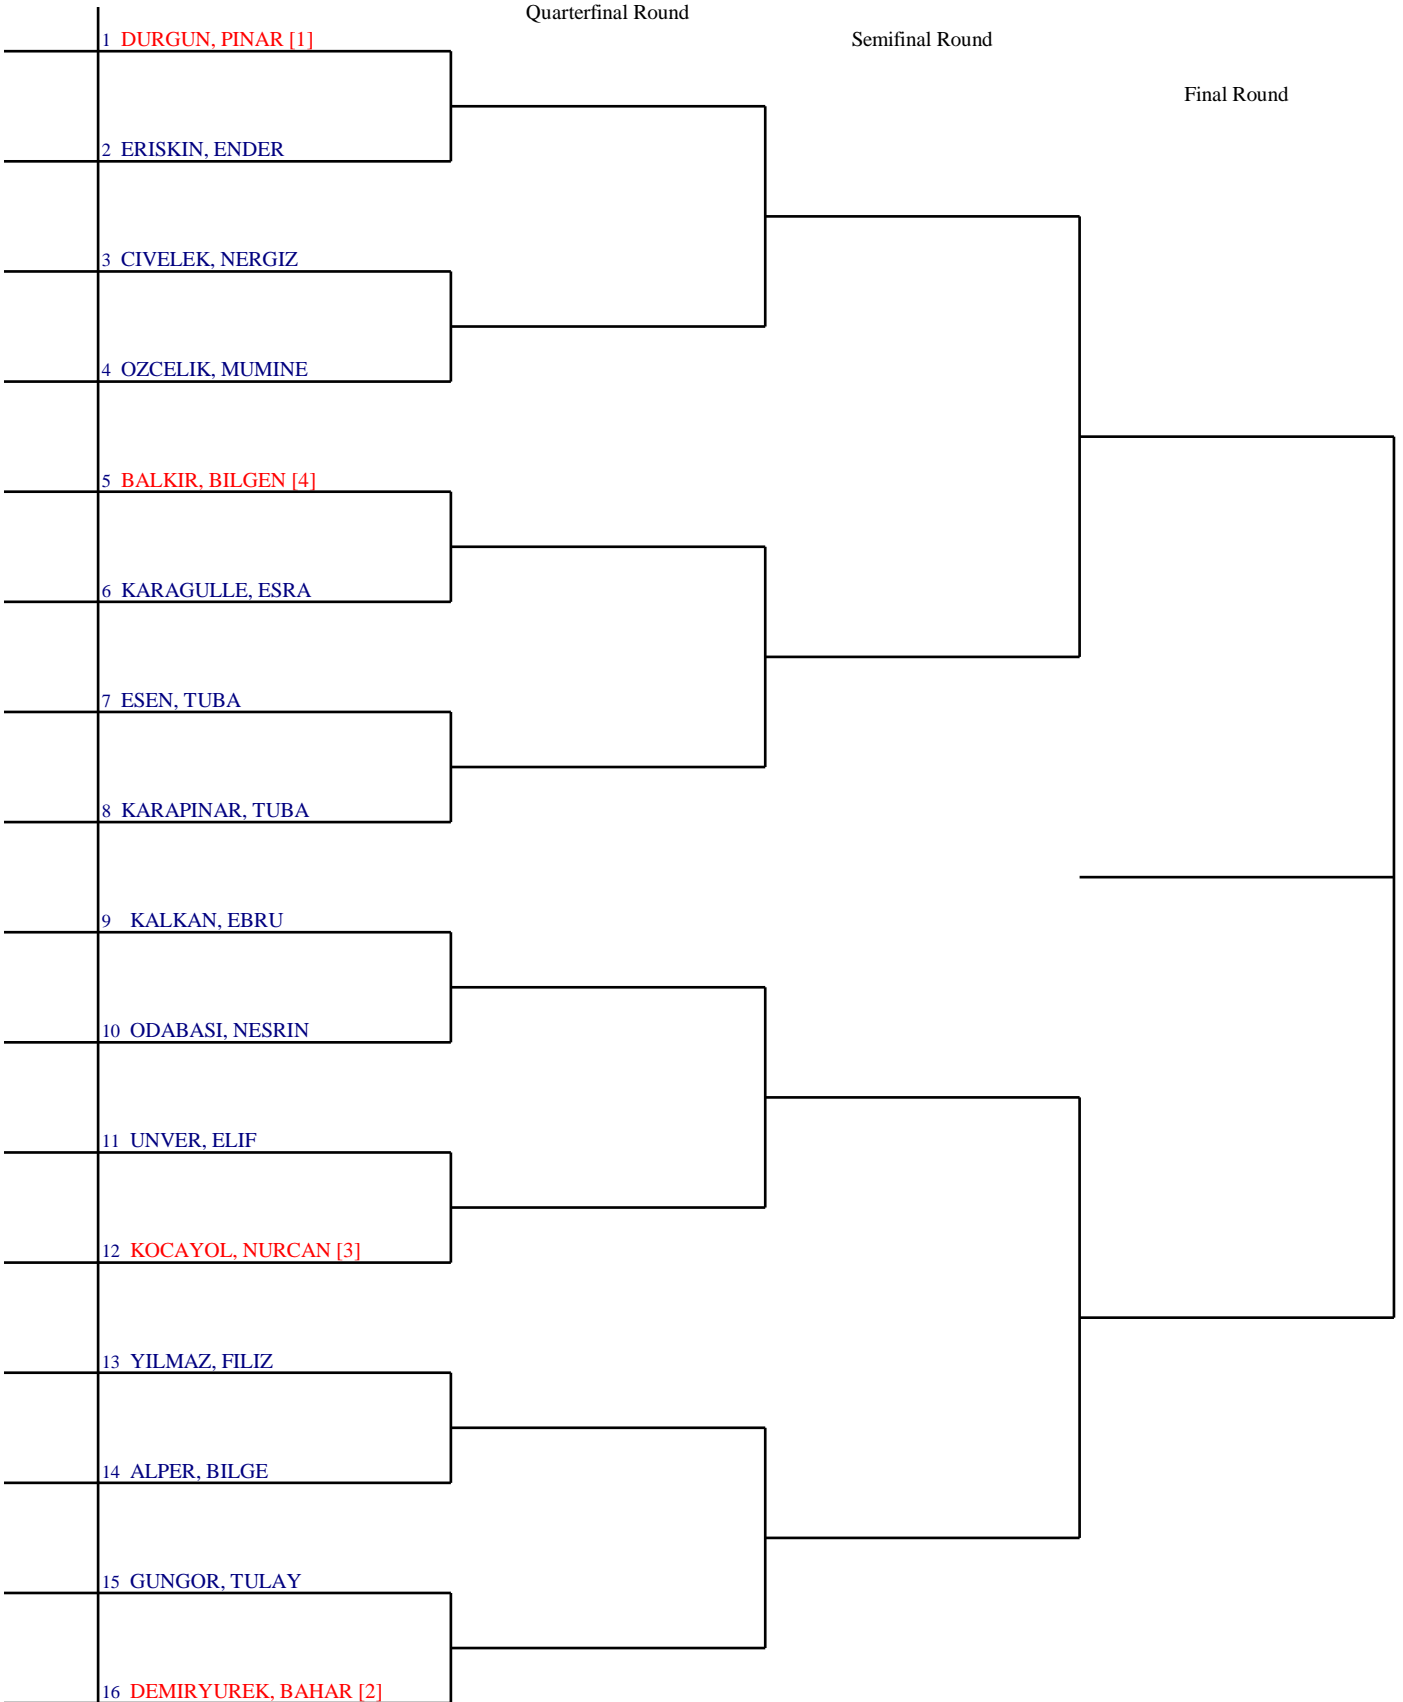 Quarterfinal Round
Semifinal Round
Final Round
1 DURGUN, PINAR [1]
2 ERISKIN, ENDER
3 CIVELEK, NERGIZ
4 OZCELIK, MUMINE
5 BALKIR, BILGEN [4]
6 KARAGULLE, ESRA
7 ESEN, TUBA
8 KARAPINAR, TUBA
9 KALKAN, EBRU
10 ODABASI, NESRIN
11 UNVER, ELIF
12 KOCAYOL, NURCAN [3]
13 YILMAZ, FILIZ
14 ALPER, BILGE
15 GUNGOR, TULAY
16 DEMIRYUREK, BAHAR [2]